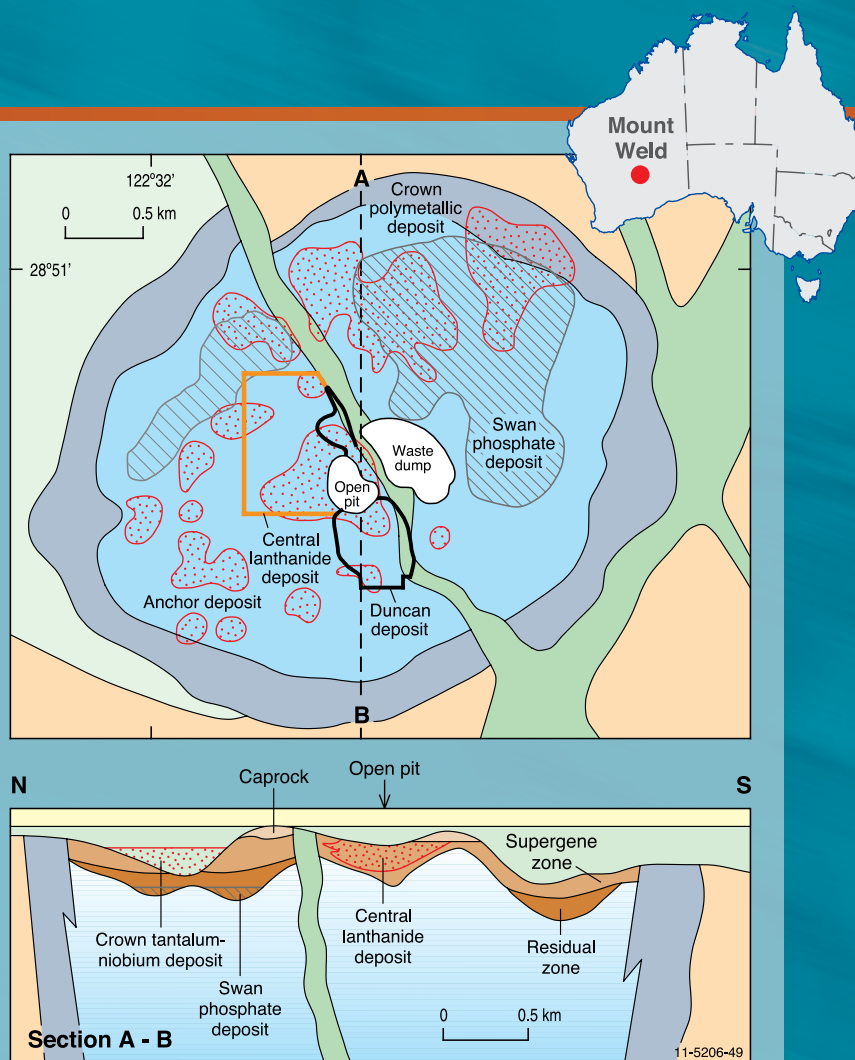 Mount
Weld
122°32'
0 0.5 km
28°51'
A
Crown
polymetallic
deposit
Swan
phosphate
deposit
Waste
dump
Open
pit
Central
lanthanide
deposit
Anchor deposit
Duncan
deposit
B
N
Caprock
Open pit
S
Supergene
zone
Crown tantalum-
niobium deposit
Swan
phosphate
deposit
Central
lanthanide
deposit
Residual
zone
0 0.5 km
Section A - B
11-5206-49